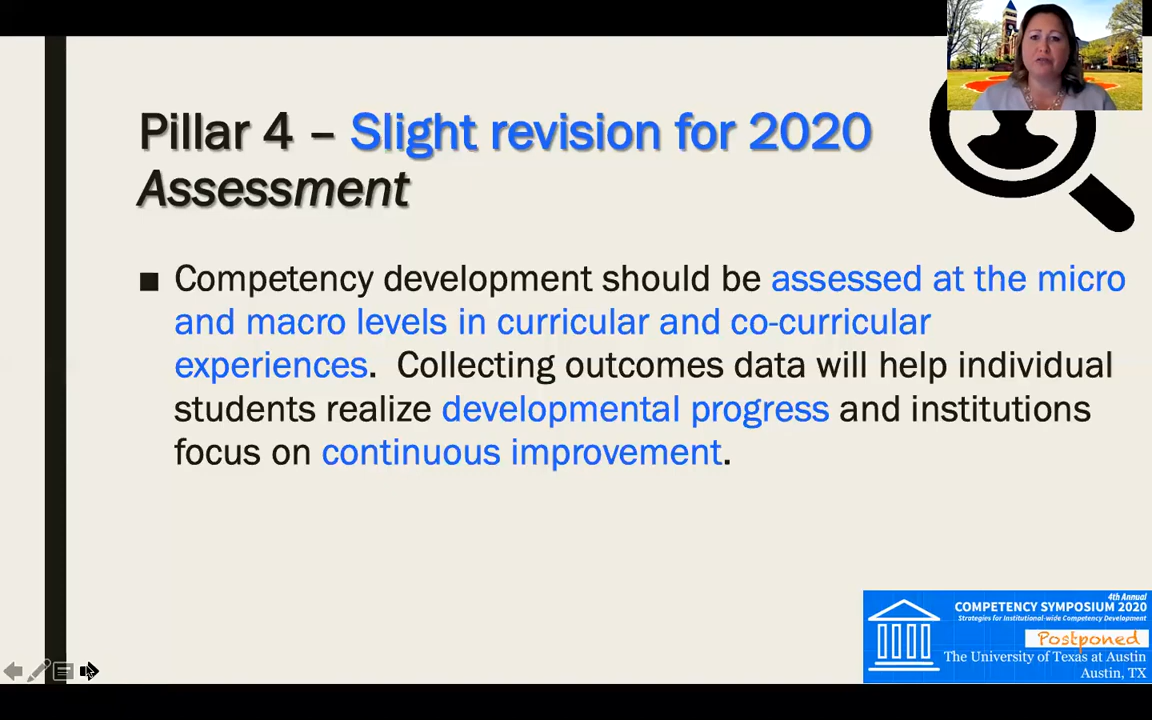 Pillar 4 – Slight revision for 2020
Assessment
■ Competency development should be assessed at the micro
and macro levels in curricular and co-curricular
experiences. Collecting outcomes data will help individual
students realize developmental progress and institutions
focus on continuous improvement.
4th Annual
COMPETENCY SYMPOSIUM 2020
Strategies for Institutional-wide Competency Development
Postponed
The University of Texas at Austin
Austin, TX